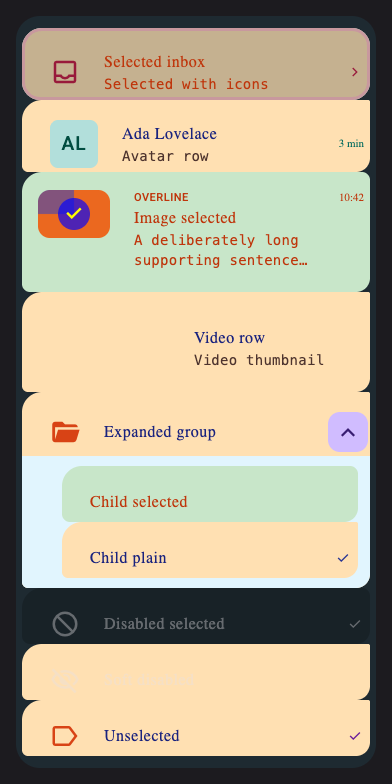 Selected inbox
Selected with icons
AL
Ada Lovelace
Avatar row
3 min
OVERLINE
10:42
Image selected
A deliberately long
supporting sentence…
Video row
Video thumbnail
Expanded group
Child selected
Child plain
Disabled selected
Unselected